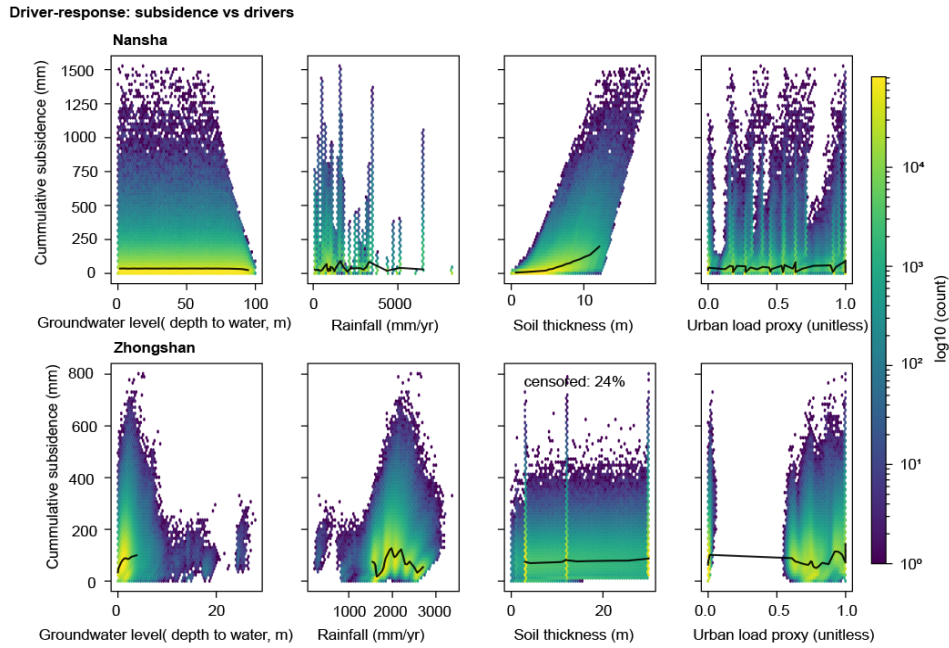 Driver-response: subsidence vs drivers
Nansha
Cummulative subsidence (mm)
1500
1250
1000
750
500
250
0
0 50 100
0 5000
0 10
0.0 0.5 1.0
Groundwater level( depth to water, m)
Rainfall (mm/yr)
Soil thickness (m)
Urban load proxy (unitless)
Zhongshan
Cummulative subsidence (mm)
800
600
400
200
0
censored: 24%
0 20
1000 2000 3000
0 20
0.0 0.5 1.0
Groundwater level( depth to water, m)
Rainfall (mm/yr)
Soil thickness (m)
Urban load proxy (unitless)
10⁴
10³
10²
10¹
10⁰
log10 (count)